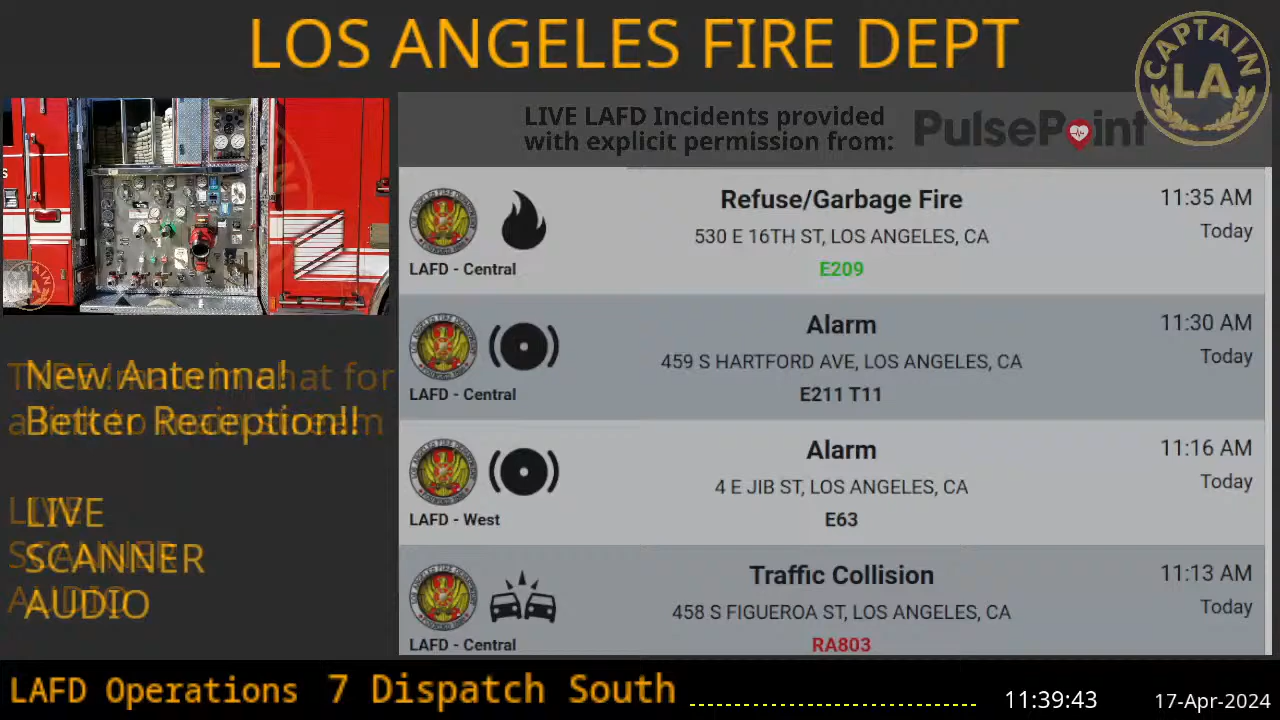 LOS ANGELES FIRE DEPT
CAPTAIN
LA
LIVE LAFD Incidents provided
with explicit permission from:
PulsePoint
Refuse/Garbage Fire
11:35 AM
530 E 16TH ST, LOS ANGELES, CA
Today
LAFD - Central
E209
Alarm
11:30 AM
459 S HARTFORD AVE, LOS ANGELES, CA
Today
LAFD - Central
E211 T11
Alarm
11:16 AM
4 E JIB ST, LOS ANGELES, CA
Today
LAFD - West
E63
Traffic Collision
11:13 AM
458 S FIGUEROA ST, LOS ANGELES, CA
Today
LAFD - Central
RA803
New Antenna!
Better Reception!!
LIVE
SCANNER
AUDIO
LAFD Operations 7 Dispatch South
11:39:43
17-Apr-2024